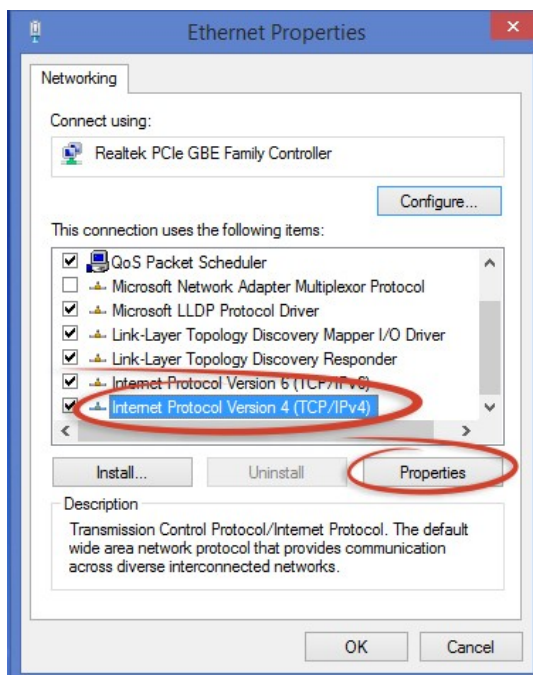 Ethernet Properties
Networking
Connect using:
Realtek PCIe GBE Family Controller
Configure...
This connection uses the following items:
QoS Packet Scheduler
Microsoft Network Adapter Multiplexor Protocol
Microsoft LLDP Protocol Driver
Link-Layer Topology Discovery Mapper I/O Driver
Link-Layer Topology Discovery Responder
Internet Protocol Version 6 (TCP/IPv6)
Internet Protocol Version 4 (TCP/IPv4)
Install...
Uninstall
Properties
Description
Transmission Control Protocol/Internet Protocol. The default
wide area network protocol that provides communication
across diverse interconnected networks.
OK
Cancel